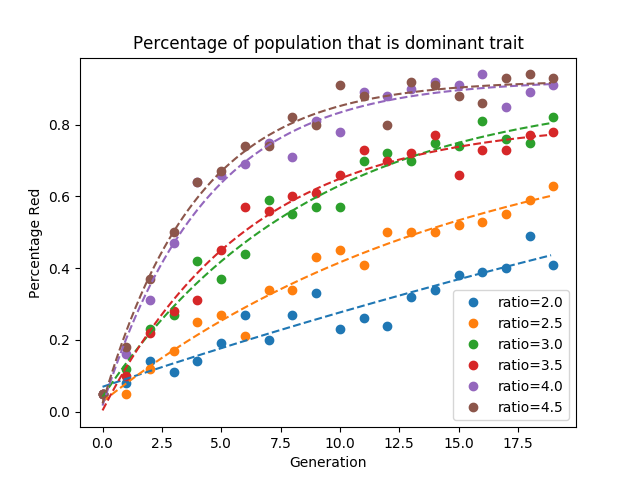 Percentage of population that is dominant trait
Percentage Red
0.8
0.6
0.4
0.2
0.0
ratio=2.0
ratio=2.5
ratio=3.0
ratio=3.5
ratio=4.0
ratio=4.5
0.0 2.5 5.0 7.5 10.0 12.5 15.0 17.5
Generation